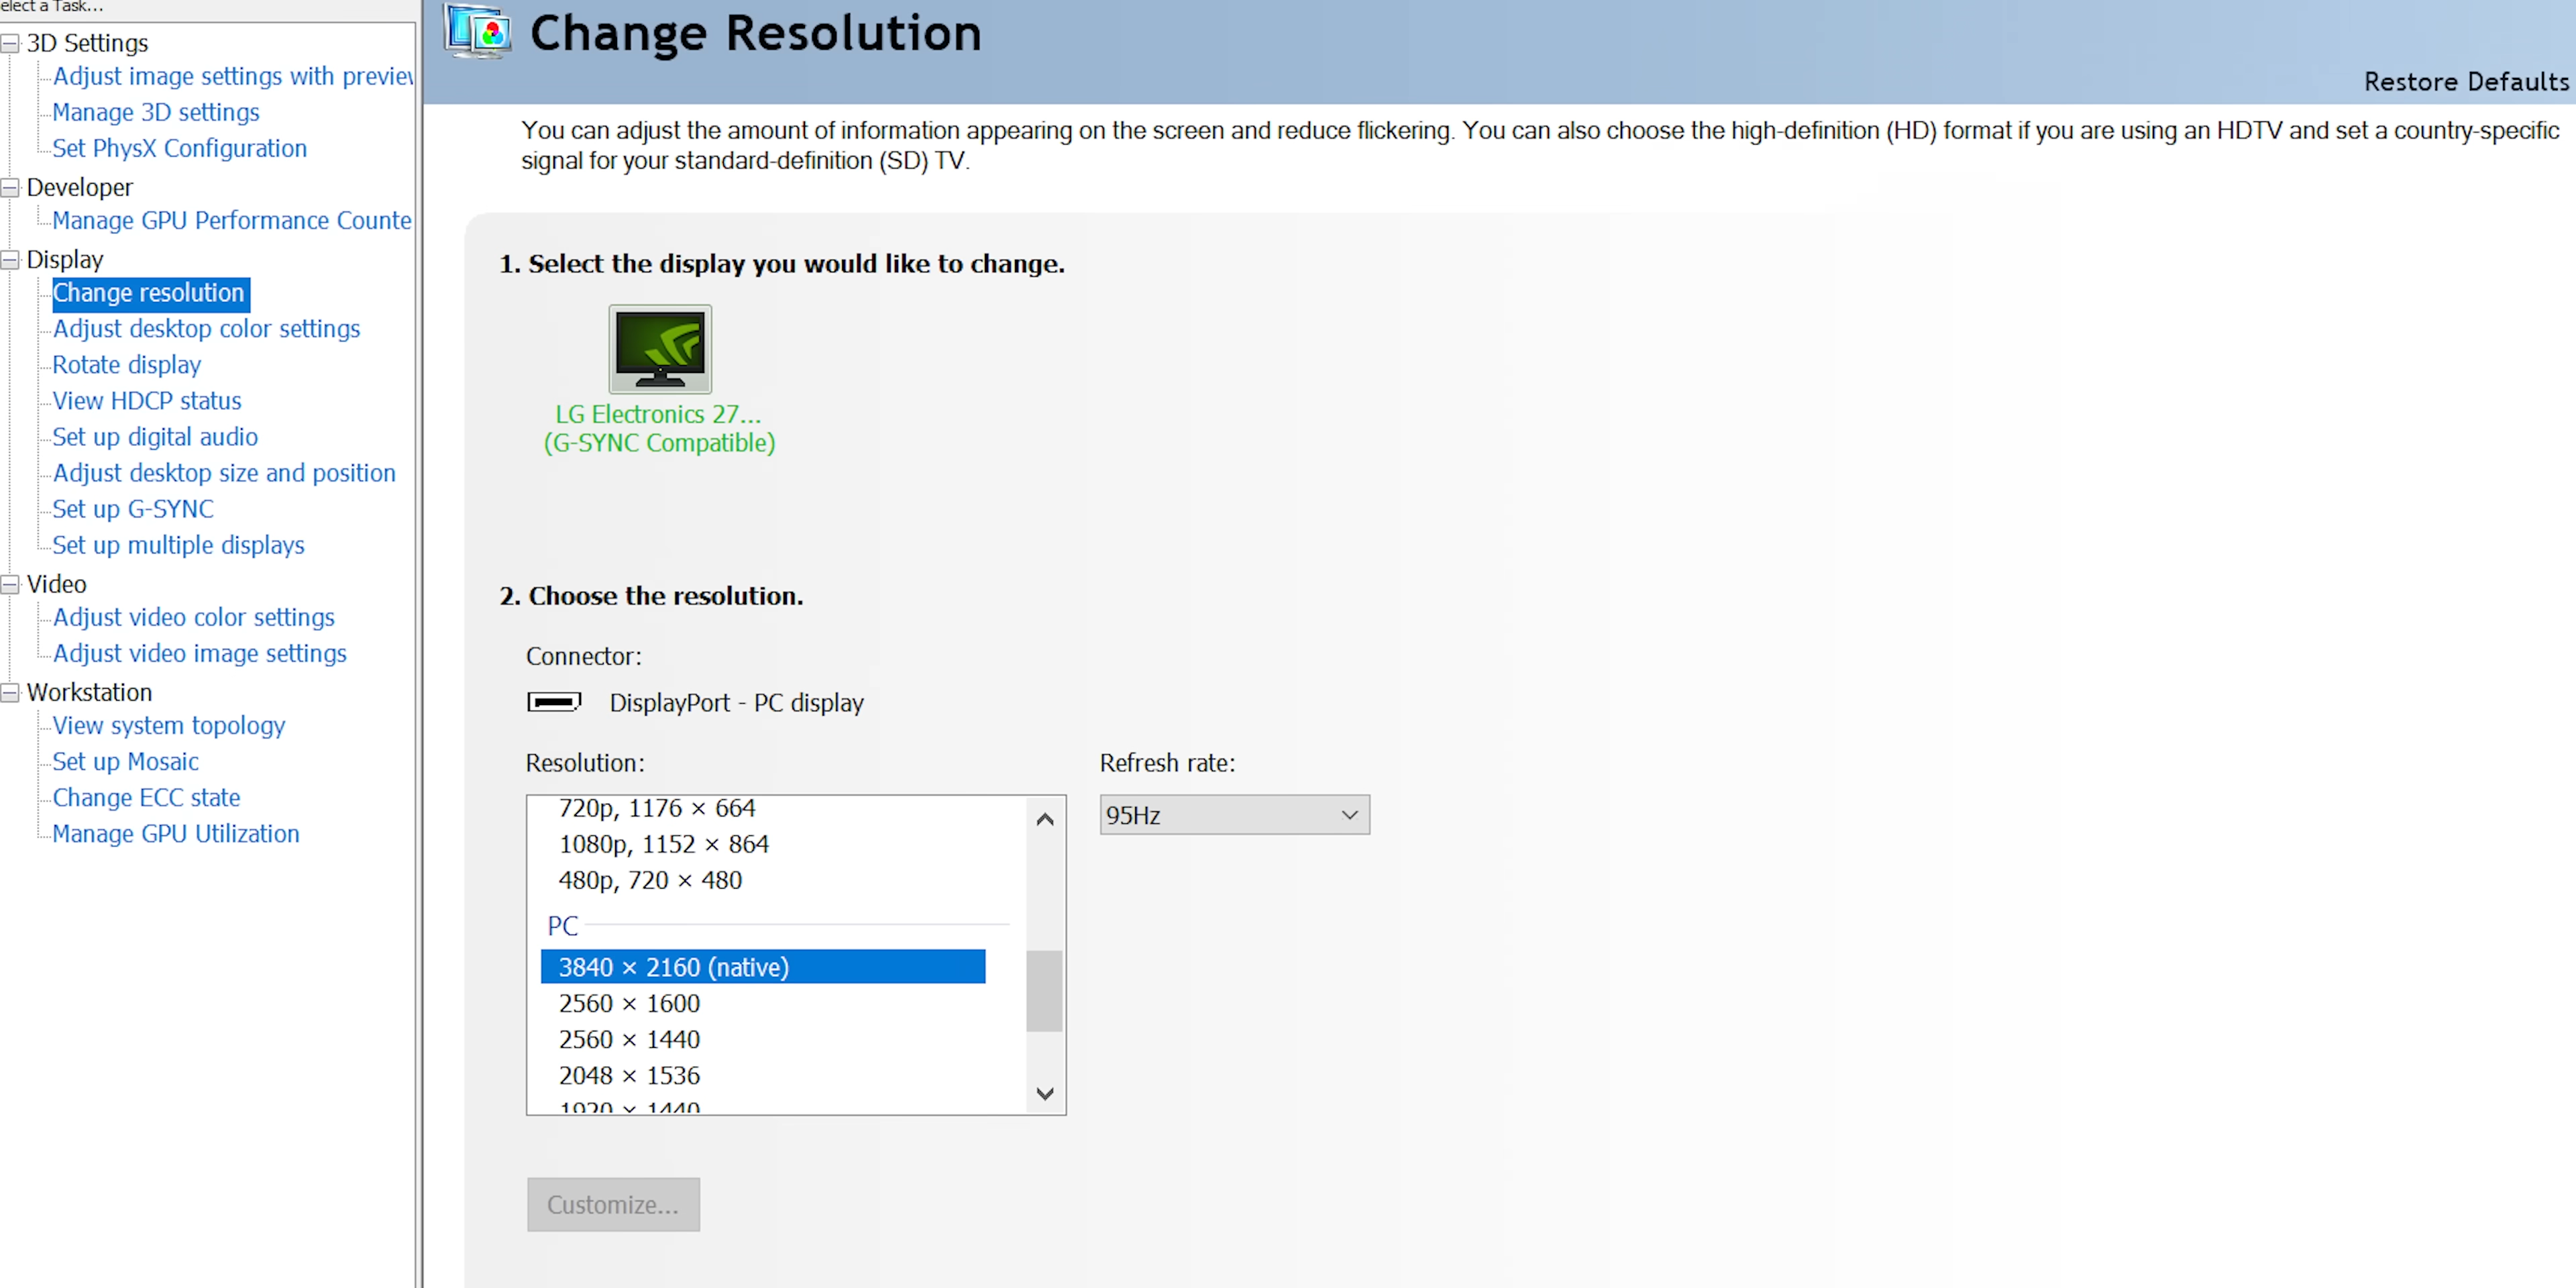 elect a Task...
3D Settings
Adjust image settings with preview
Manage 3D settings
Set PhysX Configuration
Developer
Manage GPU Performance Counte
Display
Change resolution
Adjust desktop color settings
Rotate display
View HDCP status
Set up digital audio
Adjust desktop size and position
Set up G-SYNC
Set up multiple displays
Video
Adjust video color settings
Adjust video image settings
Workstation
View system topology
Set up Mosaic
Change ECC state
Manage GPU Utilization
Change Resolution
Restore Defaults
You can adjust the amount of information appearing on the screen and reduce flickering. You can also choose the high-definition (HD) format if you are using an HDTV and set a country-specific
signal for your standard-definition (SD) TV.
1. Select the display you would like to change.
LG Electronics 27...
(G-SYNC Compatible)
2. Choose the resolution.
Connector:
DisplayPort - PC display
Resolution:
720p, 1176 × 664
1080p, 1152 × 864
480p, 720 × 480
PC
3840 × 2160 (native)
2560 × 1600
2560 × 1440
2048 × 1536
1920 × 1440
Refresh rate:
95Hz
Customize...